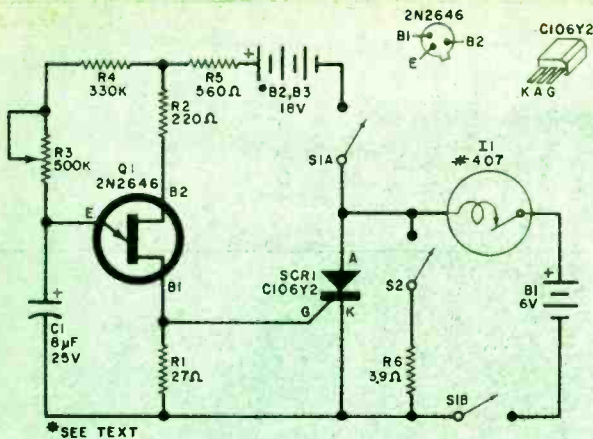 2N2646
B1
B2
E
C106Y2
K A G
R4
330K
R5
560Ω
+
*B2,B3
18V
R2
220Ω
R3
500K
Q1
2N2646
S1A
I1
#407
E
B2
B1
A
SCR1
C106Y2
G
K
S2
+
B1
6V
+
C1
8µF
25V
R1
27Ω
R6
3.9Ω
S1B
*SEE TEXT